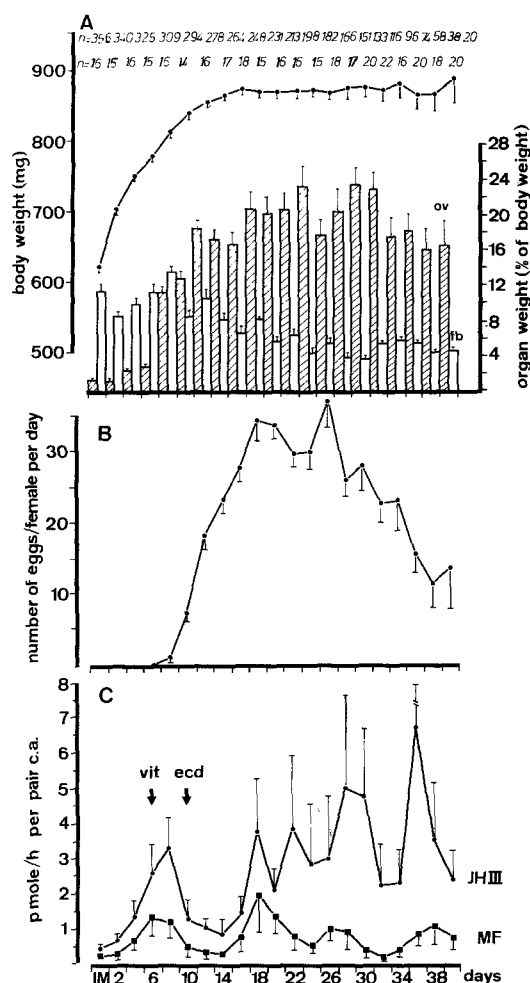 A
n=356 340 325 309 294 278 264 248 231 213 198 182 166 151 133 116 96 74 58 38 20
n=16 15 16 15 16 14 16 17 18 15 16 16 15 18 17 20 22 16 20 18 20
900
800
700
600
500
body weight (mg)
28
24
20
16
12
8
4
organ weight (% of body weight)
ov
fb
B
30
20
10
number of eggs/female per day
C
8
7
6
5
4
3
2
1
pmole/h per pair c.a.
vit
ecd
JH III
MF
IM 2 6 10 14 18 22 26 30 34 38 days